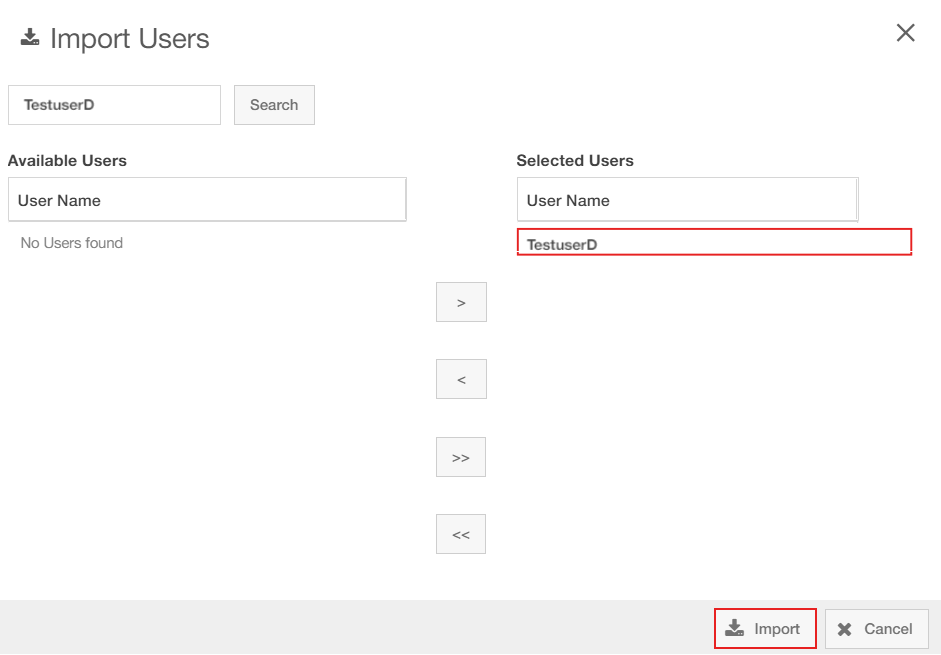 Import Users
TestuserD
Search
Available Users
User Name
No Users found
Selected Users
User Name
TestuserD
>
<
>>
<<
Import
Cancel